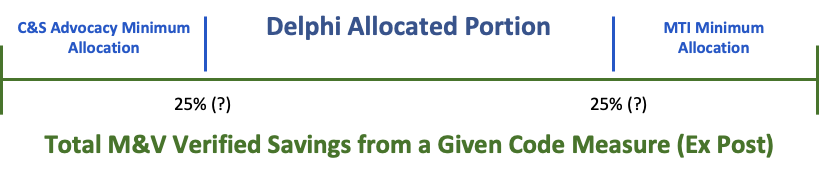 C&S Advocacy Minimum
Allocation
Delphi Allocated Portion
MTI Minimum
Allocation
25% (?)
25% (?)
Total M&V Verified Savings from a Given Code Measure (Ex Post)